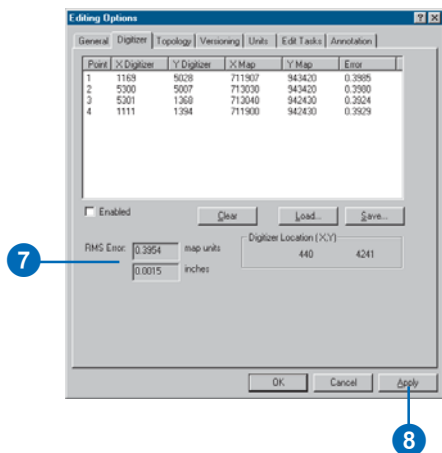 Editing Options
General Digitizer Topology Versioning Units Edit Tasks Annotation
Point X Digitizer Y Digitizer X Map Y Map Error
1 1169 5028 711907 943420 0.3985
2 5300 5007 713030 943420 0.3980
3 5301 1368 713040 942430 0.3924
4 1111 1394 711900 942430 0.3929
Enabled
Clear Load... Save...
RMS Error: 0.3954 map units
0.0015 inches
Digitizer Location (X,Y)
440 4241
7
OK Cancel Apply
8